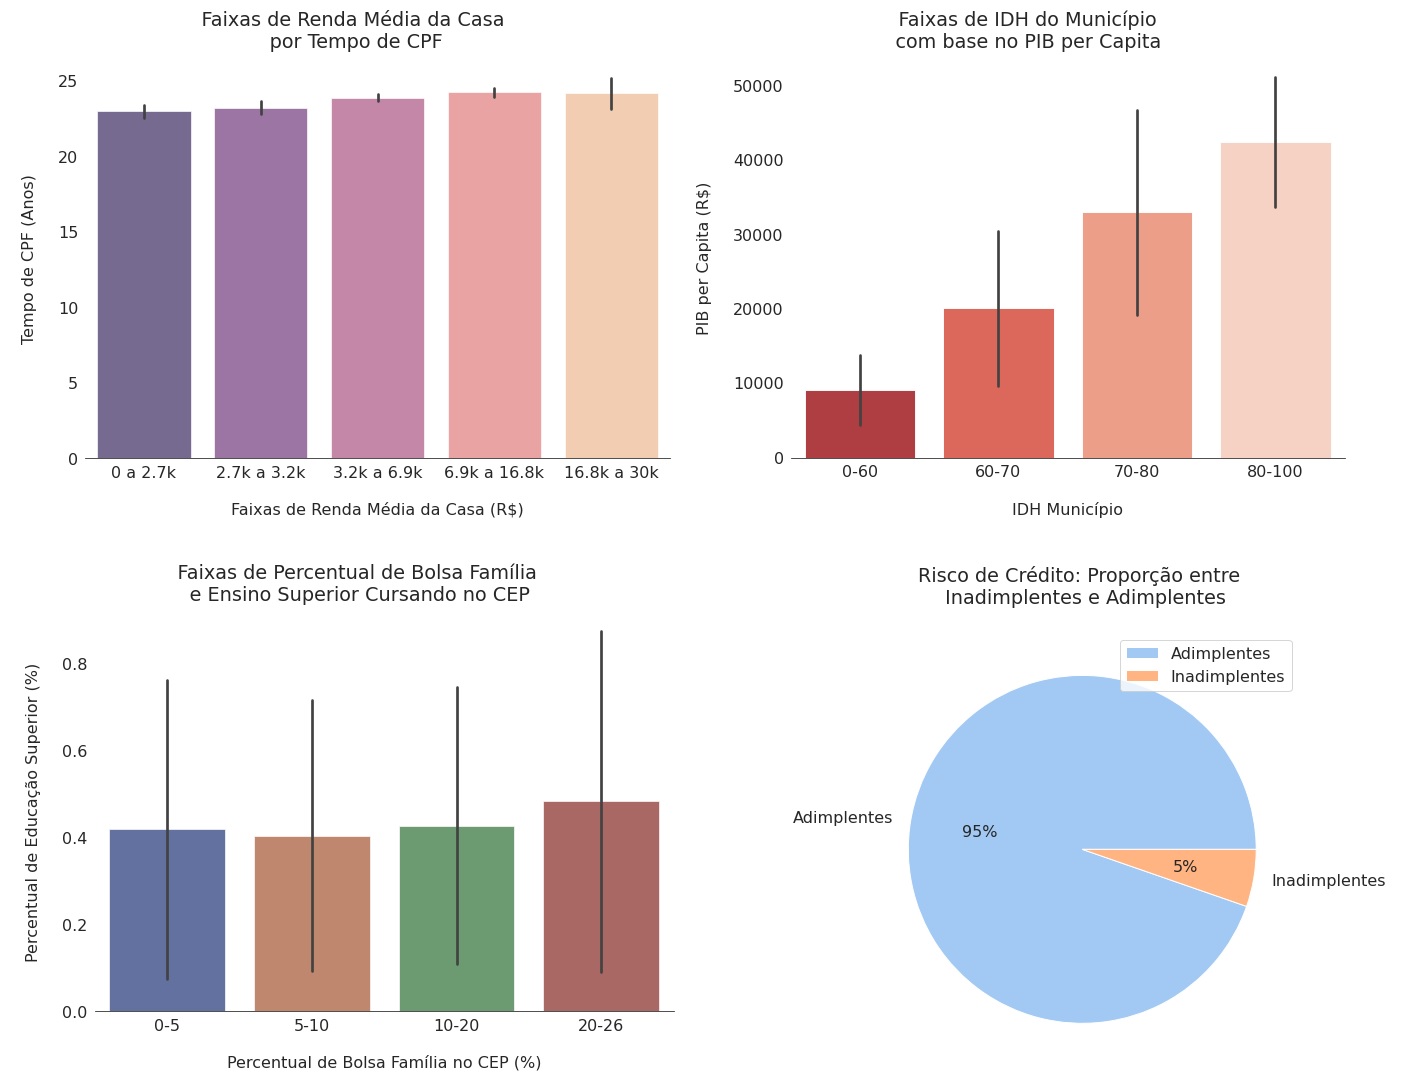 Faixas de Renda Média da Casa
por Tempo de CPF
Tempo de CPF (Anos)
25
20
15
10
5
0
0 a 2.7k
2.7k a 3.2k
3.2k a 6.9k
6.9k a 16.8k
16.8k a 30k
Faixas de Renda Média da Casa (R$)
Faixas de IDH do Município
com base no PIB per Capita
PIB per Capita (R$)
50000
40000
30000
20000
10000
0
0-60
60-70
70-80
80-100
IDH Município
Faixas de Percentual de Bolsa Família
e Ensino Superior Cursando no CEP
Percentual de Educação Superior (%)
0.8
0.6
0.4
0.2
0.0
0-5
5-10
10-20
20-26
Percentual de Bolsa Família no CEP (%)
Risco de Crédito: Proporção entre
Inadimplentes e Adimplentes
Adimplentes
Inadimplentes
Adimplentes
95%
5%
Inadimplentes